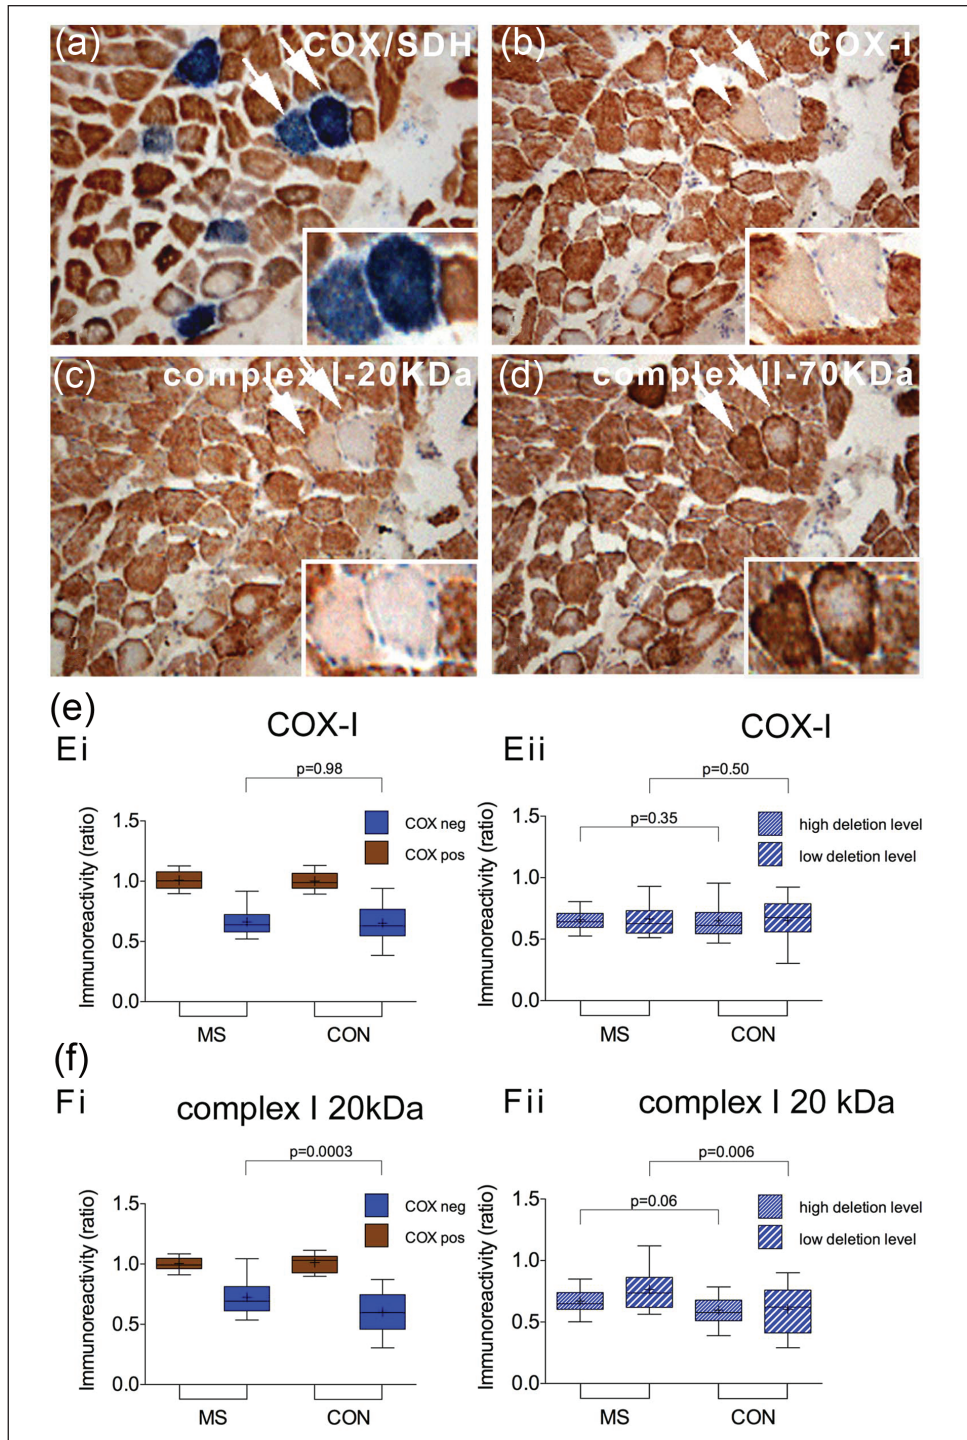 (a) COX/SDH
(b) COX-I
(c) complex I-20KDa
(d) complex II-70KDa
(e)
Ei COX-I
p=0.98
COX neg
COX pos
Immunoreactivity (ratio)
1.5
1.0
0.5
0.0
MS CON
Eii COX-I
p=0.50
p=0.35
high deletion level
low deletion level
Immunoreactivity (ratio)
1.5
1.0
0.5
0.0
MS CON
(f)
Fi complex I 20kDa
p=0.0003
COX neg
COX pos
Immunoreactivity (ratio)
1.5
1.0
0.5
0.0
MS CON
Fii complex I 20 kDa
p=0.006
p=0.06
high deletion level
low deletion level
Immunoreactivity (ratio)
1.5
1.0
0.5
0.0
MS CON